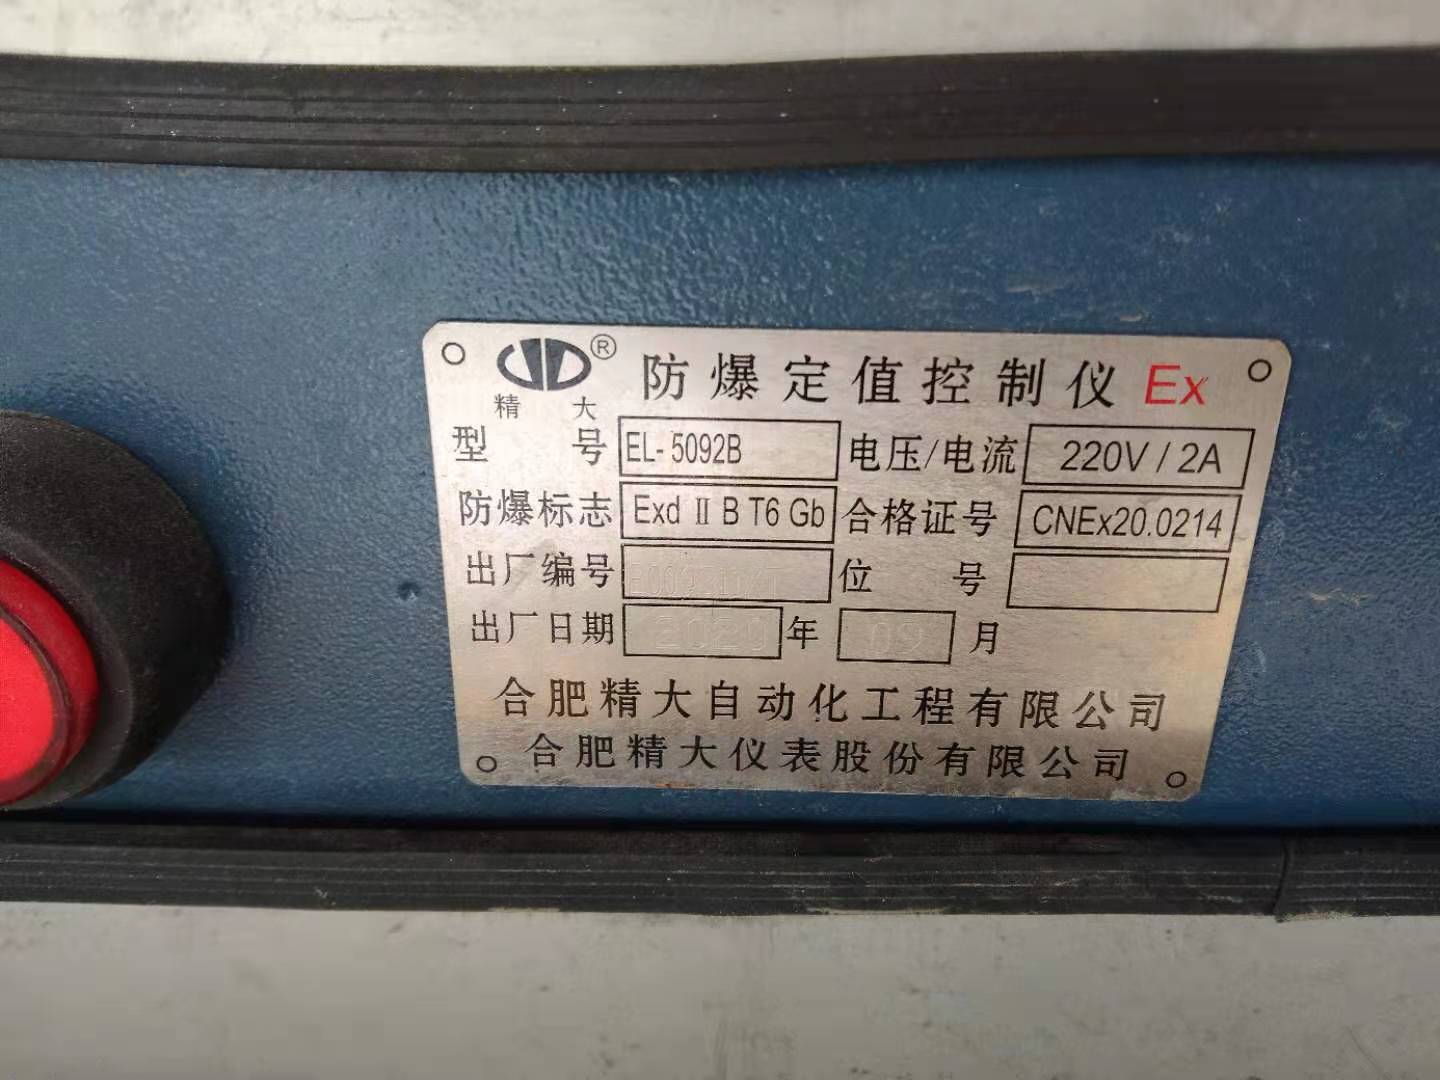 ® 防爆定值控制仪 Ex
精大
型号 EL-5092B 电压/电流 220V / 2A
防爆标志 Exd Ⅱ B T6 Gb 合格证号 CNEx20.0214
出厂编号 位号
出厂日期 2020 年 09 月
合肥精大自动化工程有限公司
合肥精大仪表股份有限公司